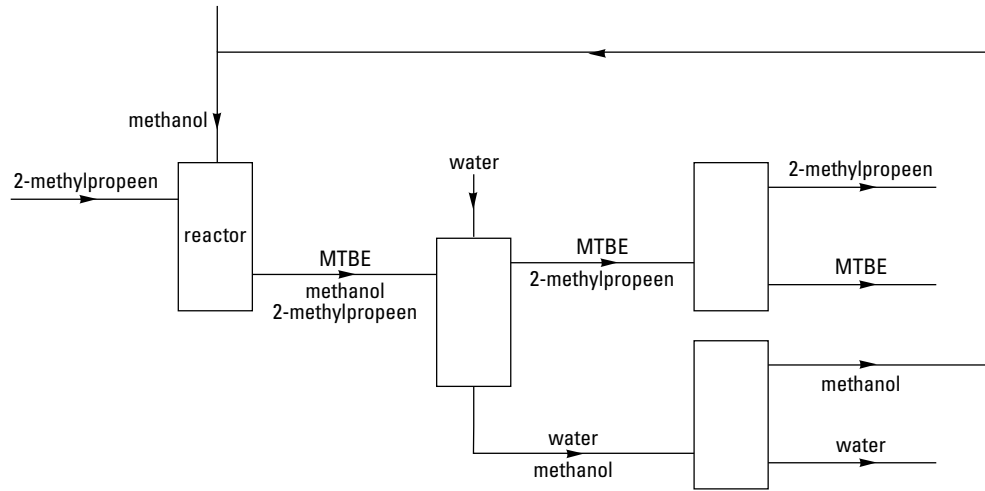 methanol
2-methylpropeen
reactor
water
MTBE
methanol
2-methylpropeen
MTBE
2-methylpropeen
2-methylpropeen
MTBE
water
methanol
methanol
water